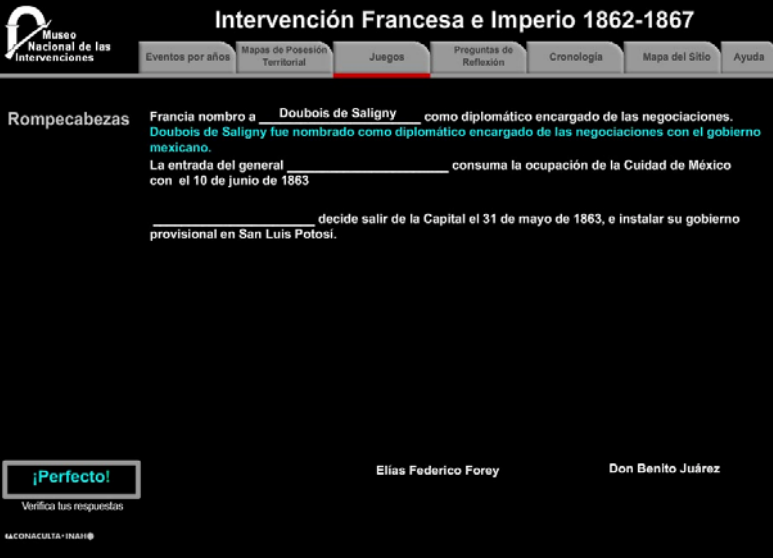 Intervención Francesa e Imperio 1862-1867
Museo
Nacional de las
Intervenciones
Eventos por años
Mapas de Posesión
Territorial
Juegos
Preguntas de
Reflexión
Cronología
Mapa del Sitio
Ayuda
Rompecabezas
Francia nombro a Doubois de Saligny como diplomático encargado de las negociaciones.
Doubois de Saligny fue nombrado como diplomático encargado de las negociaciones con el gobierno
mexicano.
La entrada del general ______________________ consuma la ocupación de la Cuidad de México
con el 10 de junio de 1863
______________________ decide salir de la Capital el 31 de mayo de 1863, e instalar su gobierno
provisional en San Luis Potosí.
Elías Federico Forey
Don Benito Juárez
¡Perfecto!
Verifica tus respuestas
CONACULTA·INAH